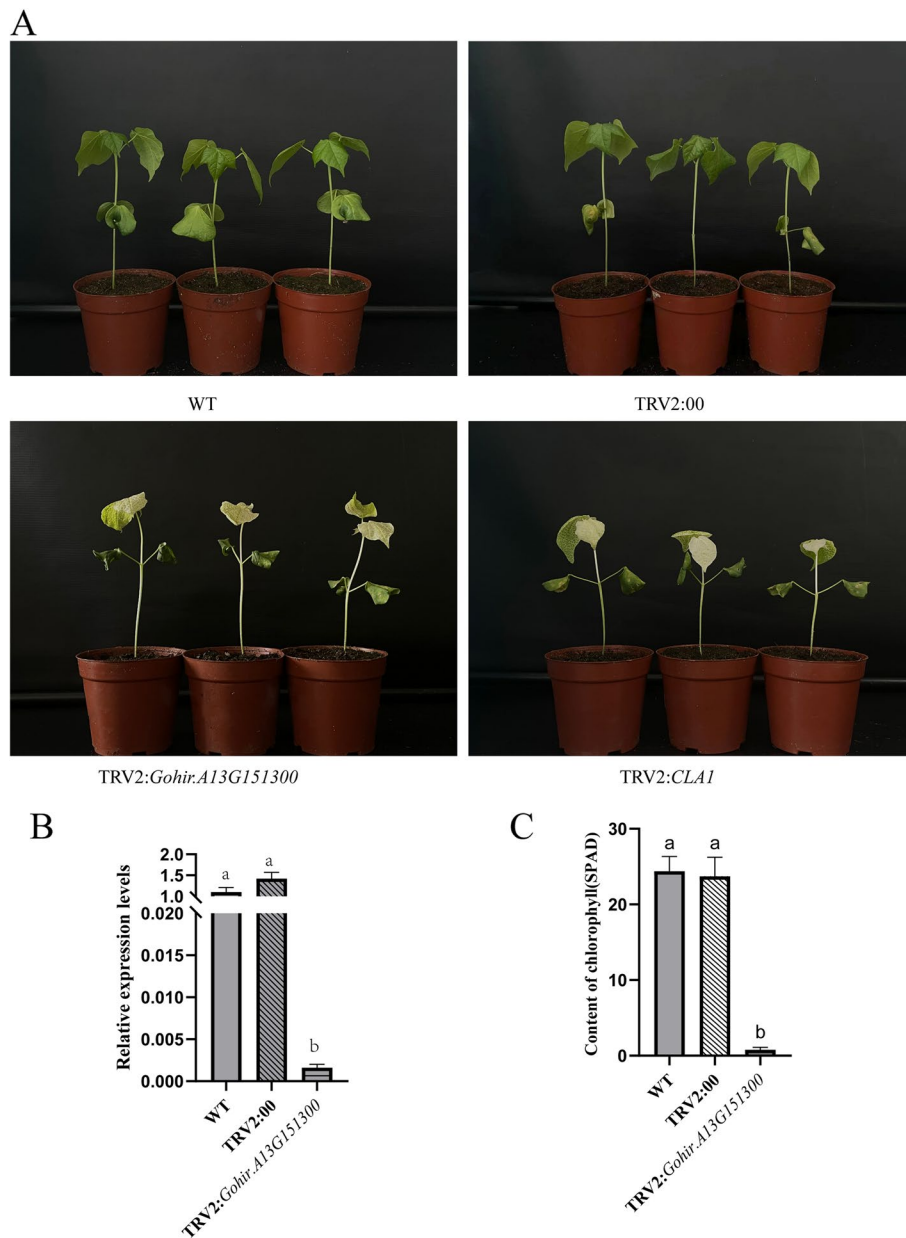 A
WT
TRV2:00
TRV2:Gohir.A13G151300
TRV2:CLA1
B
Relative expression levels
2.0
1.5
1.0
0.020
0.015
0.010
0.005
0.000
a
a
b
WT
TRV2:00
TRV2:Gohir.A13G151300
C
Content of chlorophyll(SPAD)
30
20
10
0
a
a
b
WT
TRV2:00
TRV2:Gohir.A13G151300